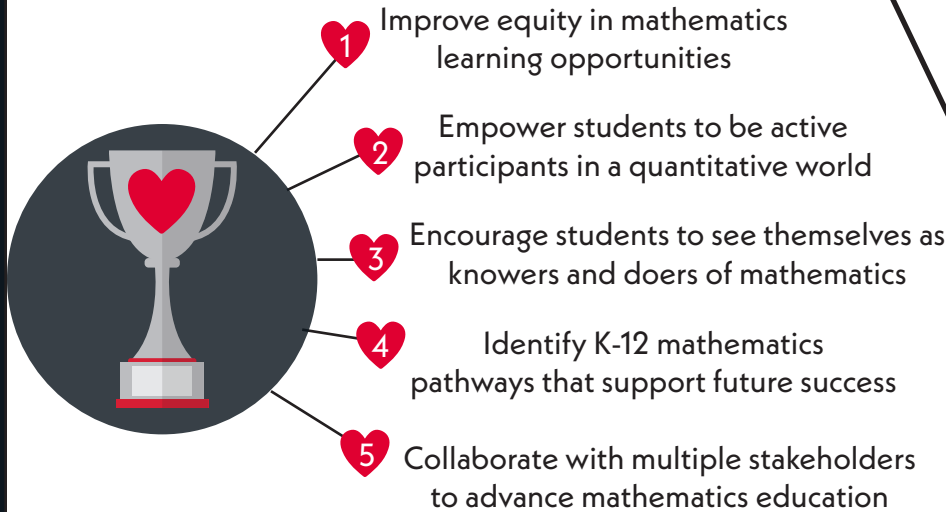 1 Improve equity in mathematics
learning opportunities
2 Empower students to be active
participants in a quantitative world
3 Encourage students to see themselves as
knowers and doers of mathematics
4 Identify K-12 mathematics
pathways that support future success
5 Collaborate with multiple stakeholders
to advance mathematics education